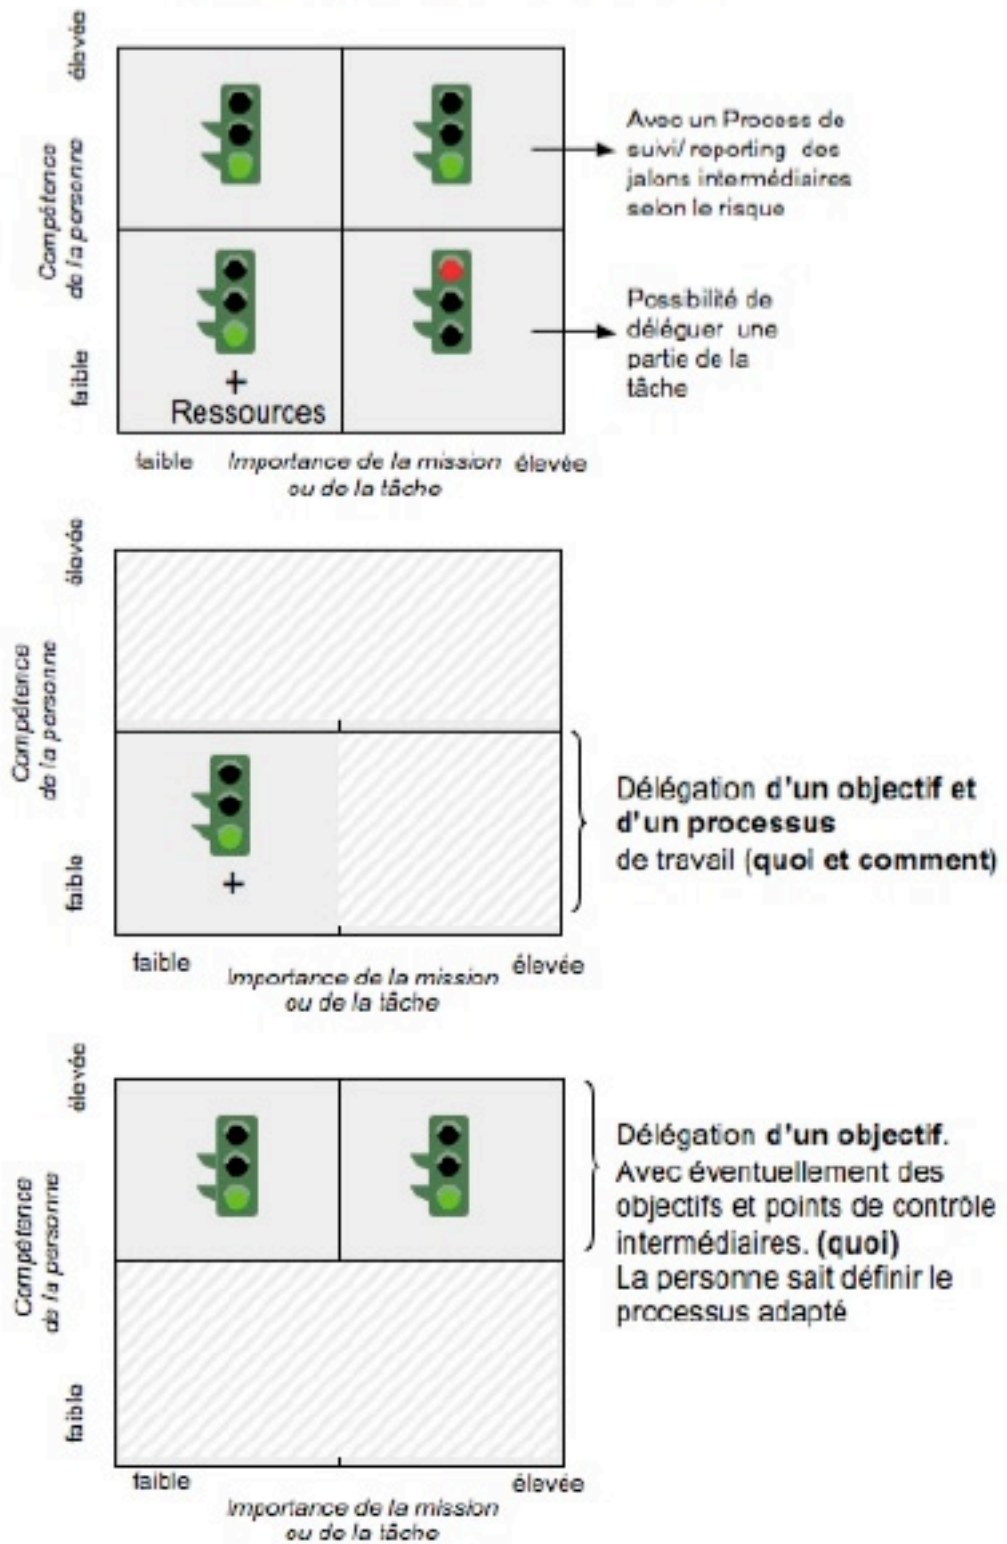 élevée
Compétence
de la personne
faible
Avec un Process de
suivi/ reporting des
jalons intermédiaires
selon le risque
Possibilité de
déléguer une
partie de la
tâche
+
Ressources
faible Importance de la mission élevée
ou de la tâche
élevée
Compétence
de la personne
faible
+
Délégation d'un objectif et
d'un processus
de travail (quoi et comment)
faible Importance de la mission élevée
ou de la tâche
élevée
Compétence
de la personne
faible
Délégation d'un objectif.
Avec éventuellement des
objectifs et points de contrôle
intermédiaires. (quoi)
La personne sait définir le
processus adapté
faible Importance de la mission élevée
ou de la tâche